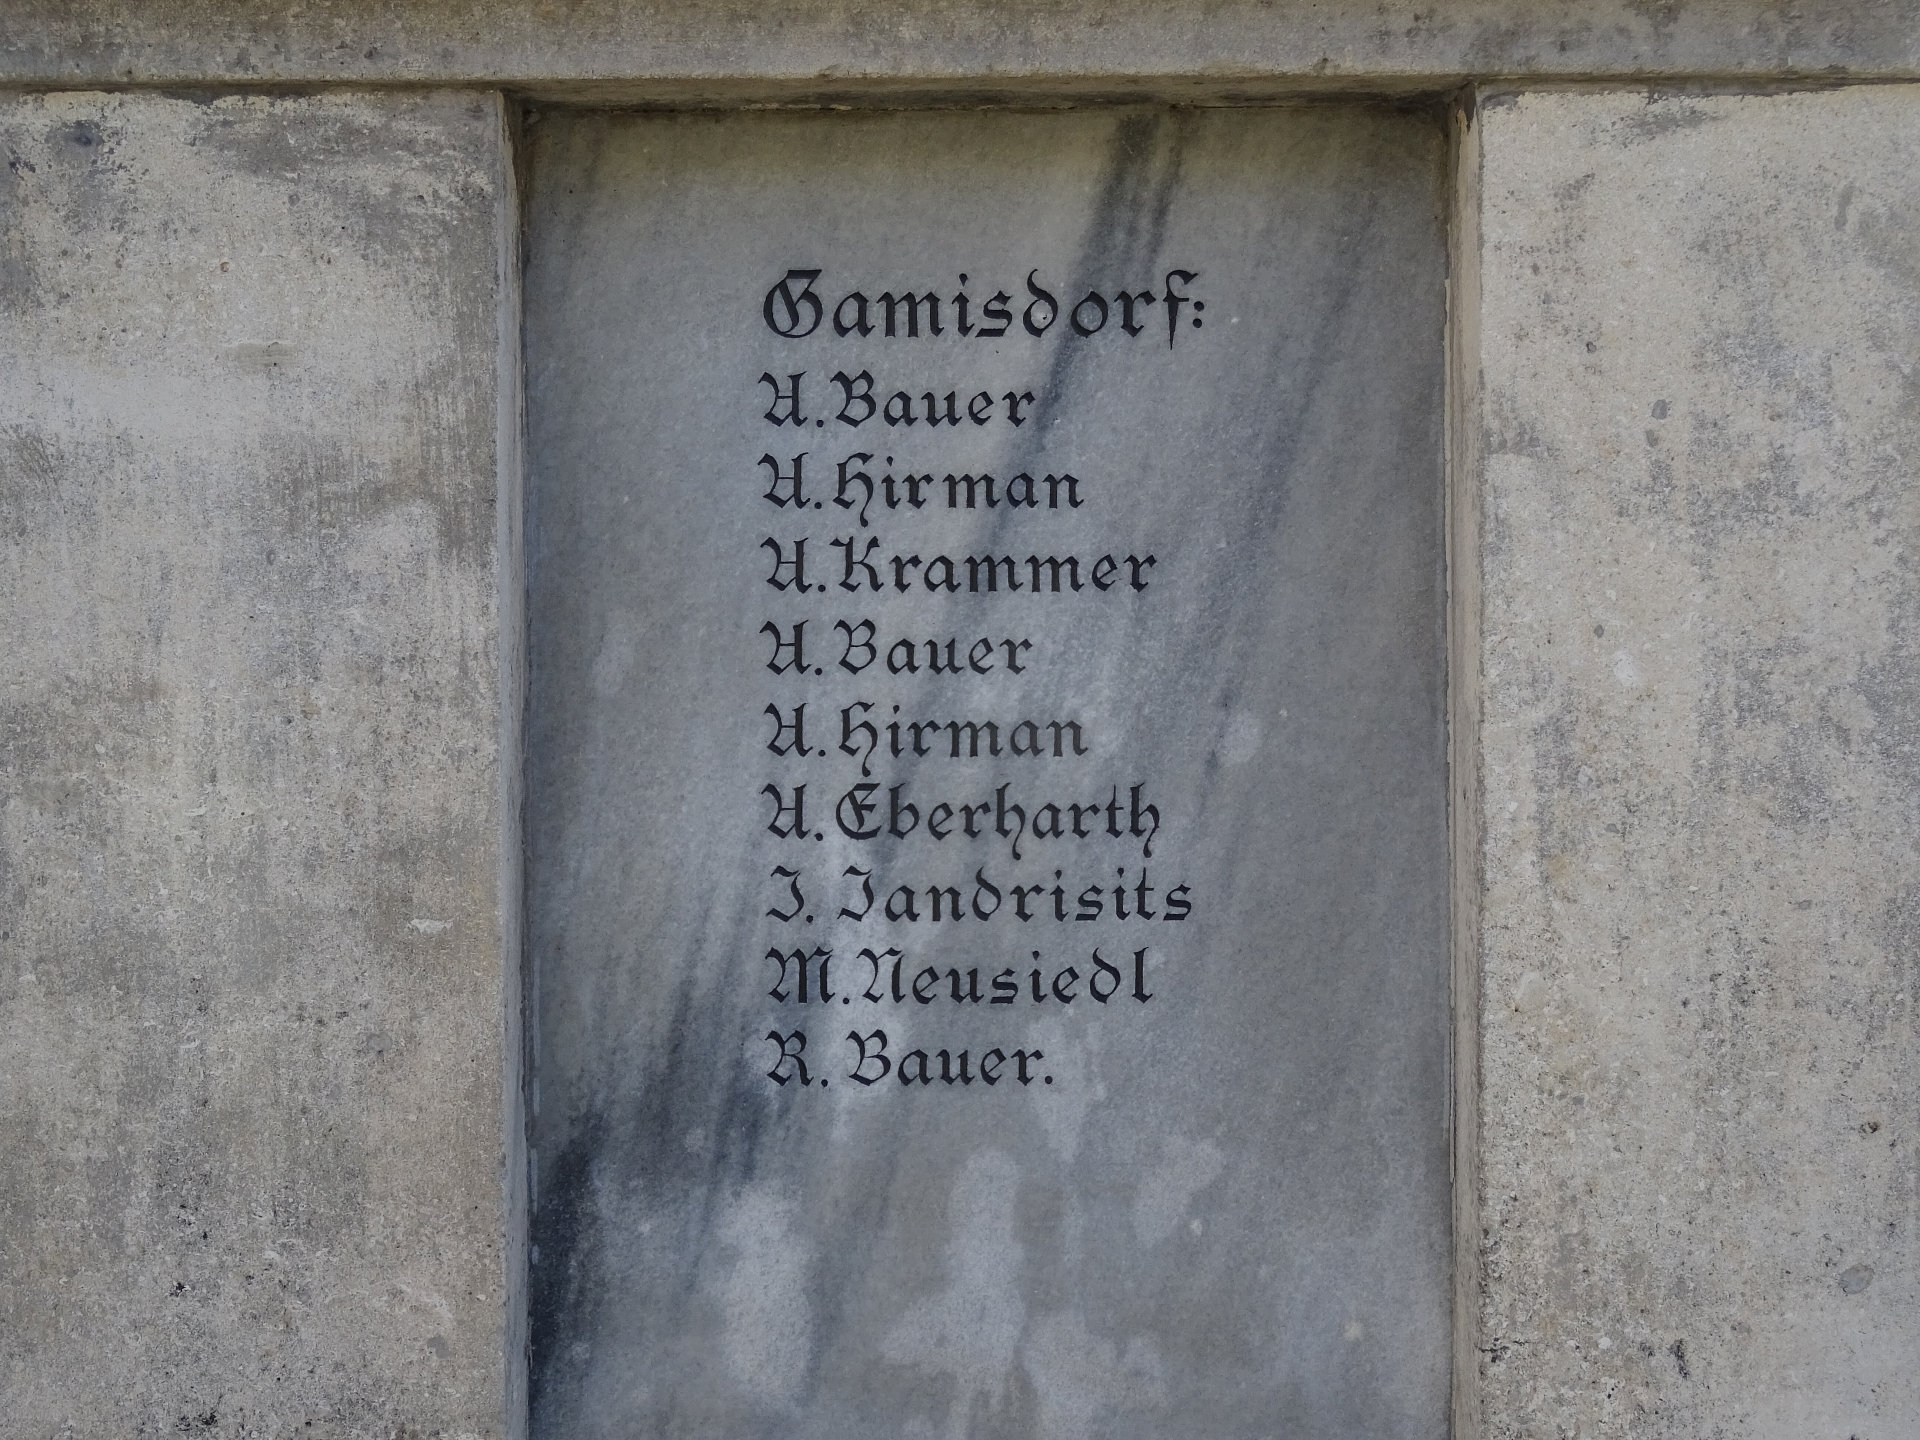 Gamisdorf:
A. Bauer
A. Hirman
A. Krammer
A. Bauer
A. Hirman
A. Eberharth
J. Jandrisits
M. Neusiedl
R. Bauer.